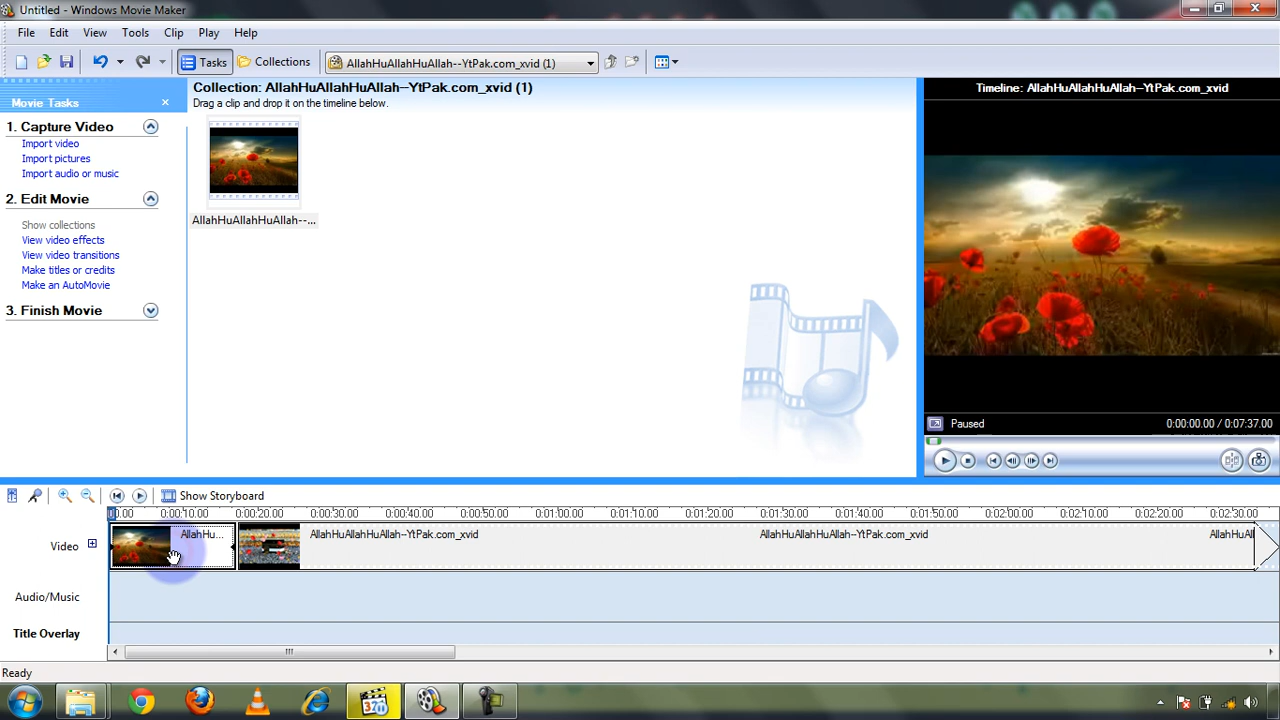 Untitled - Windows Movie Maker
File Edit View Tools Clip Play Help
Tasks Collections AllahHuAllahHuAllah--YtPak.com_xvid (1)
Movie Tasks
1. Capture Video
Import video
Import pictures
Import audio or music
2. Edit Movie
Show collections
View video effects
View video transitions
Make titles or credits
Make an AutoMovie
3. Finish Movie
Collection: AllahHuAllahHuAllah--YtPak.com_xvid (1)
Drag a clip and drop it on the timeline below.
AllahHuAllahHuAllah--...
Timeline: AllahHuAllahHuAllah--YtPak.com_xvid
Paused 0:00:00.00 / 0:07:37.00
Show Storyboard
00.00 0:00:10.00 0:00:20.00 0:00:30.00 0:00:40.00 0:00:50.00 0:01:00.00 0:01:10.00 0:01:20.00 0:01:30.00 0:01:40.00 0:01:50.00 0:02:00.00 0:02:10.00 0:02:20.00 0:02:30.00
Video AllahHu... AllahHuAllahHuAllah--YtPak.com_xvid AllahHuAllahHuAllah--YtPak.com_xvid AllahHuAll
Audio/Music
Title Overlay
Ready
321